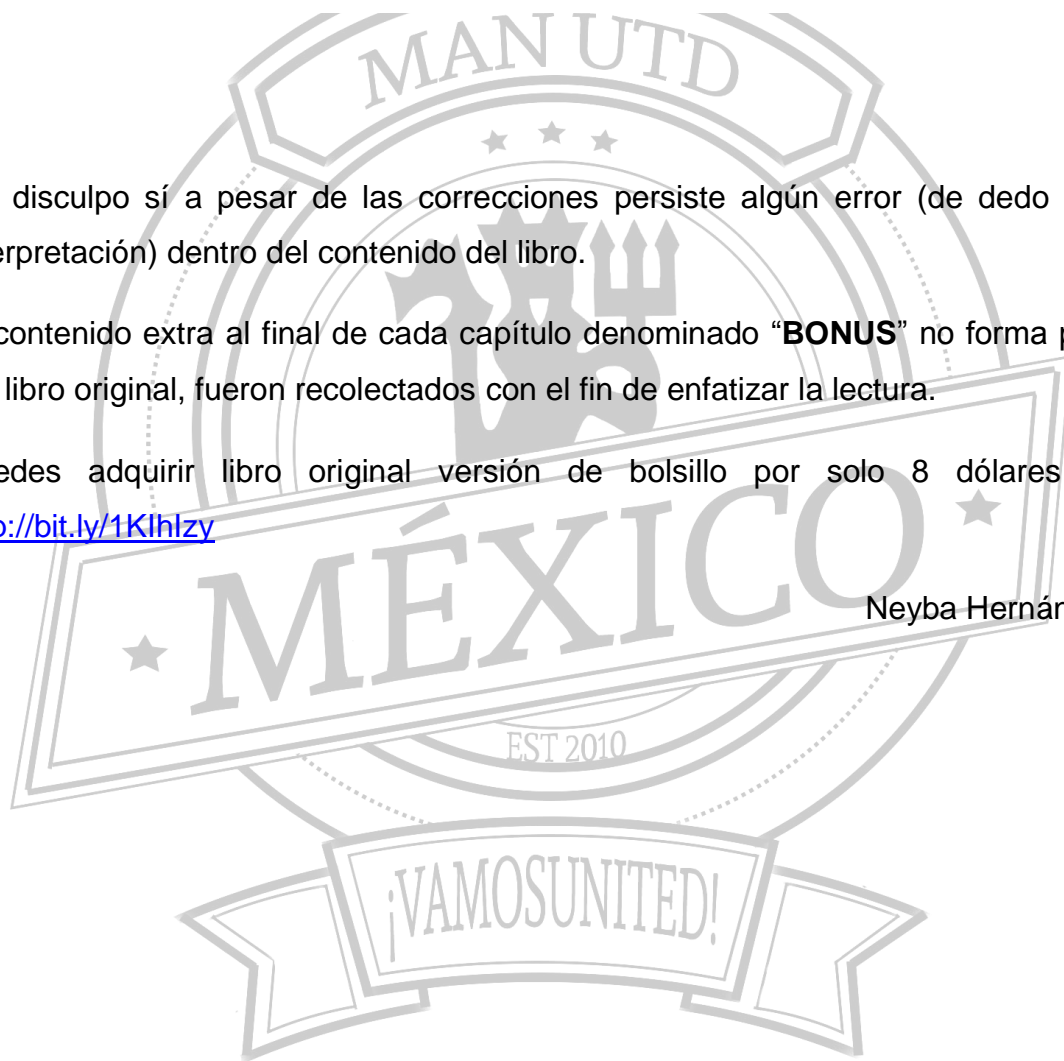 MAN UTD
disculpo sí a pesar de las correcciones persiste algún error (de dedo
erpretación) dentro del contenido del libro.
contenido extra al final de cada capítulo denominado “BONUS” no forma p
libro original, fueron recolectados con el fin de enfatizar la lectura.
edes adquirir libro original versión de bolsillo por solo 8 dólares
o://bit.ly/1KIhIzy
Neyba Hernán
MÉXICO
EST 2010
¡VAMOSUNITED!